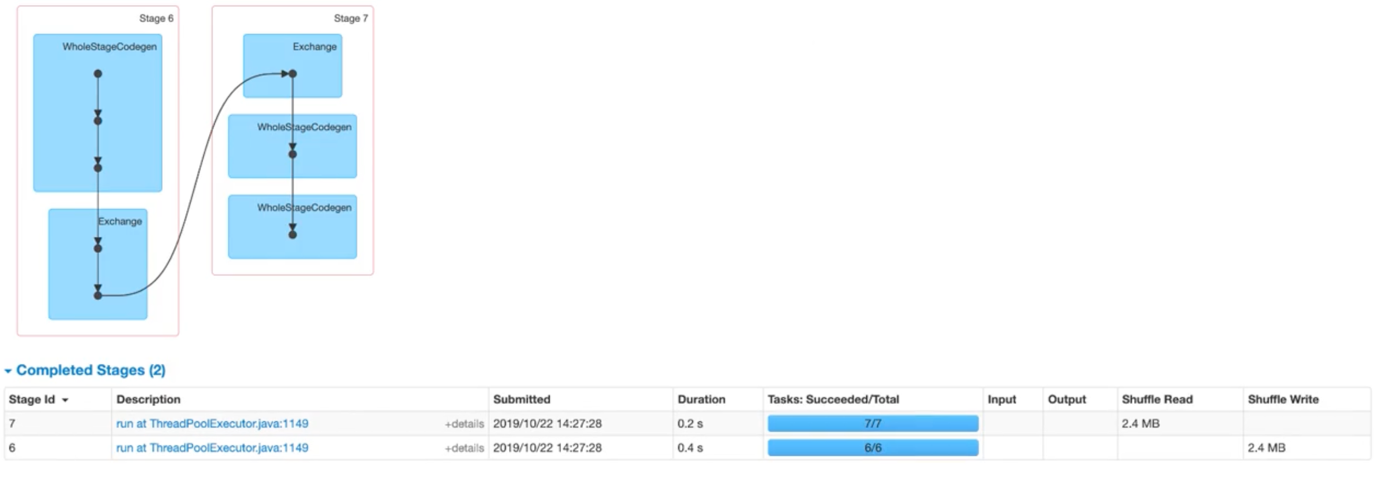 Stage 6
WholeStageCodegen
Exchange
Stage 7
Exchange
WholeStageCodegen
WholeStageCodegen
Completed Stages (2)
Stage Id Description Submitted Duration Tasks: Succeeded/Total Input Output Shuffle Read Shuffle Write
7 run at ThreadPoolExecutor.java:1149 +details 2019/10/22 14:27:28 0.2 s 7/7 2.4 MB
6 run at ThreadPoolExecutor.java:1149 +details 2019/10/22 14:27:28 0.4 s 6/6 2.4 MB